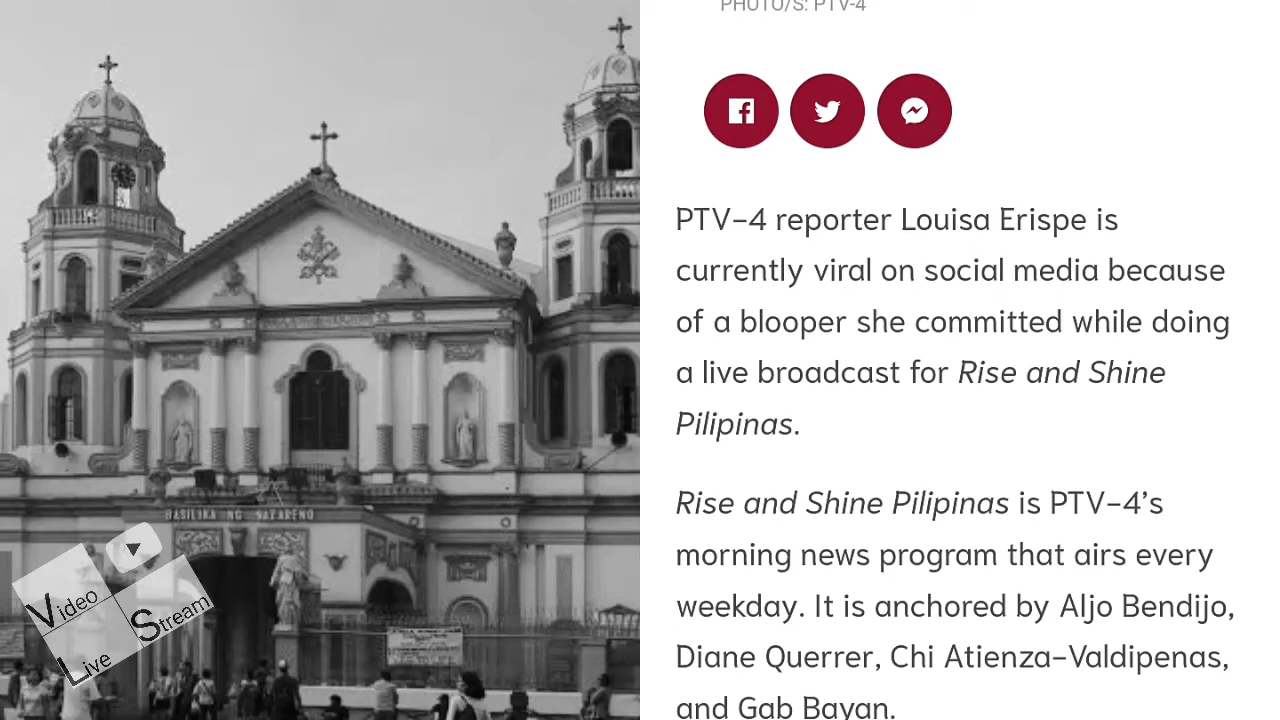 PHOTO/S: PTV-4
PTV-4 reporter Louisa Erispe is
currently viral on social media because
of a blooper she committed while doing
a live broadcast for Rise and Shine
Pilipinas.
Rise and Shine Pilipinas is PTV-4's
morning news program that airs every
weekday. It is anchored by Aljo Bendijo,
Diane Querrer, Chi Atienza-Valdipenas,
and Gab Bayan.
BASILIKA NG NAZARENO
Video
Live
Stream